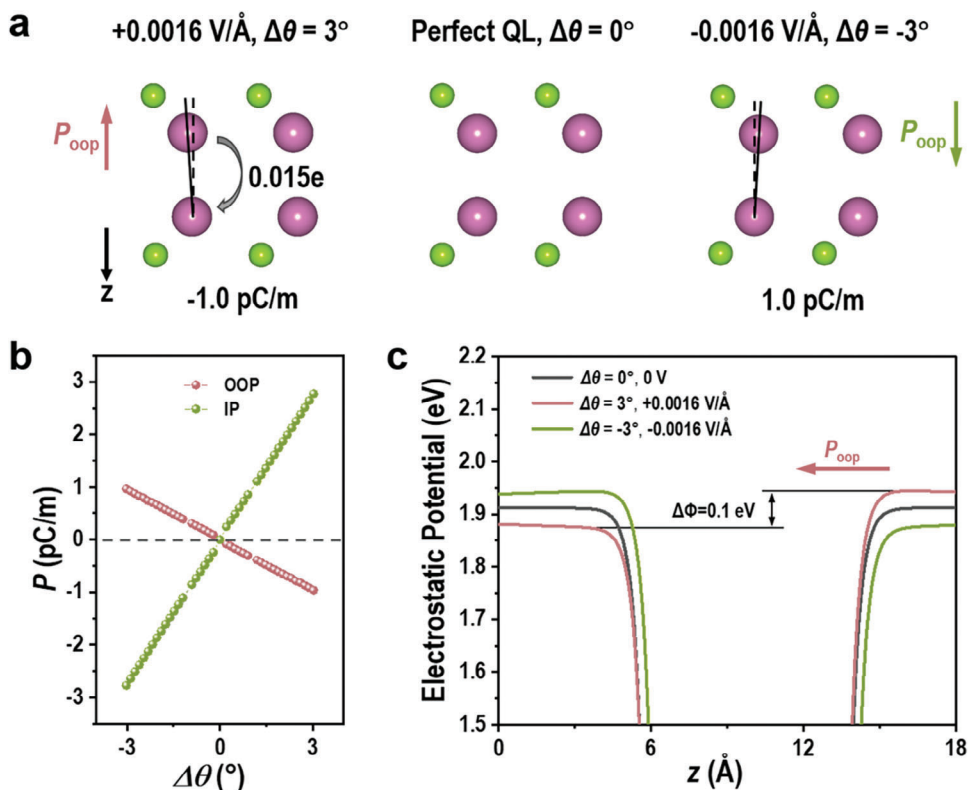 a
+0.0016 V/Å, Δθ = 3°
Perfect QL, Δθ = 0°
-0.0016 V/Å, Δθ = -3°
Poop
0.015e
Poop
z
-1.0 pC/m
1.0 pC/m
b
P (pC/m)
3
2
1
0
-1
-2
-3
OOP
IP
-3
0
3
Δθ (°)
c
Electrostatic Potential (eV)
2.2
2.1
2.0
1.9
1.8
1.7
1.6
1.5
Δθ = 0°, 0 V
Δθ = 3°, +0.0016 V/Å
Δθ = -3°, -0.0016 V/Å
Poop
ΔΦ=0.1 eV
0
6
12
18
z (Å)